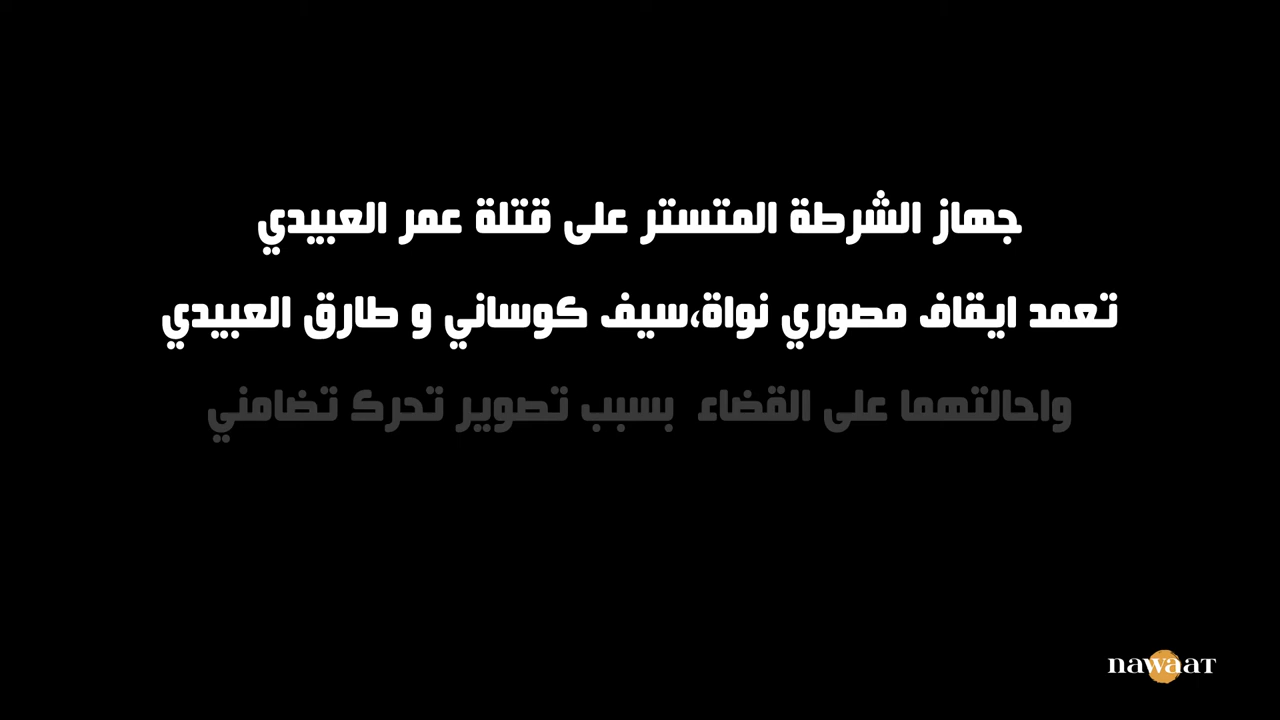 جهاز الشرطة المتستر على قتلة عمر العبيدي
تعمد ايقاف مصوري نواة،سيف كوساني و طارق العبيدي
واحالتهما على القضاء بسبب تصوير تحرك تضامني
nawaat